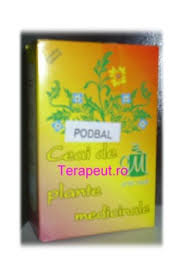 PODBAL
Terapeut.ro
Ceai de
plante
medicinale